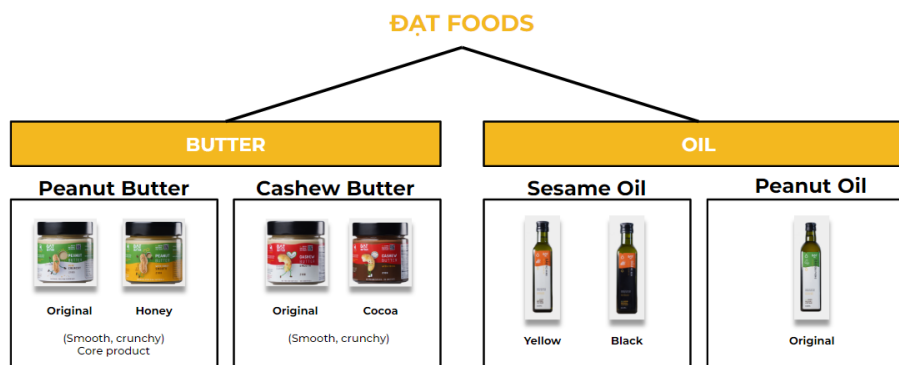 ĐẠT FOODS
BUTTER
OIL
Peanut Butter
Cashew Butter
Sesame Oil
Peanut Oil
Original
Honey
(Smooth, crunchy)
Core product
Original
Cocoa
(Smooth, crunchy)
Yellow
Black
Original